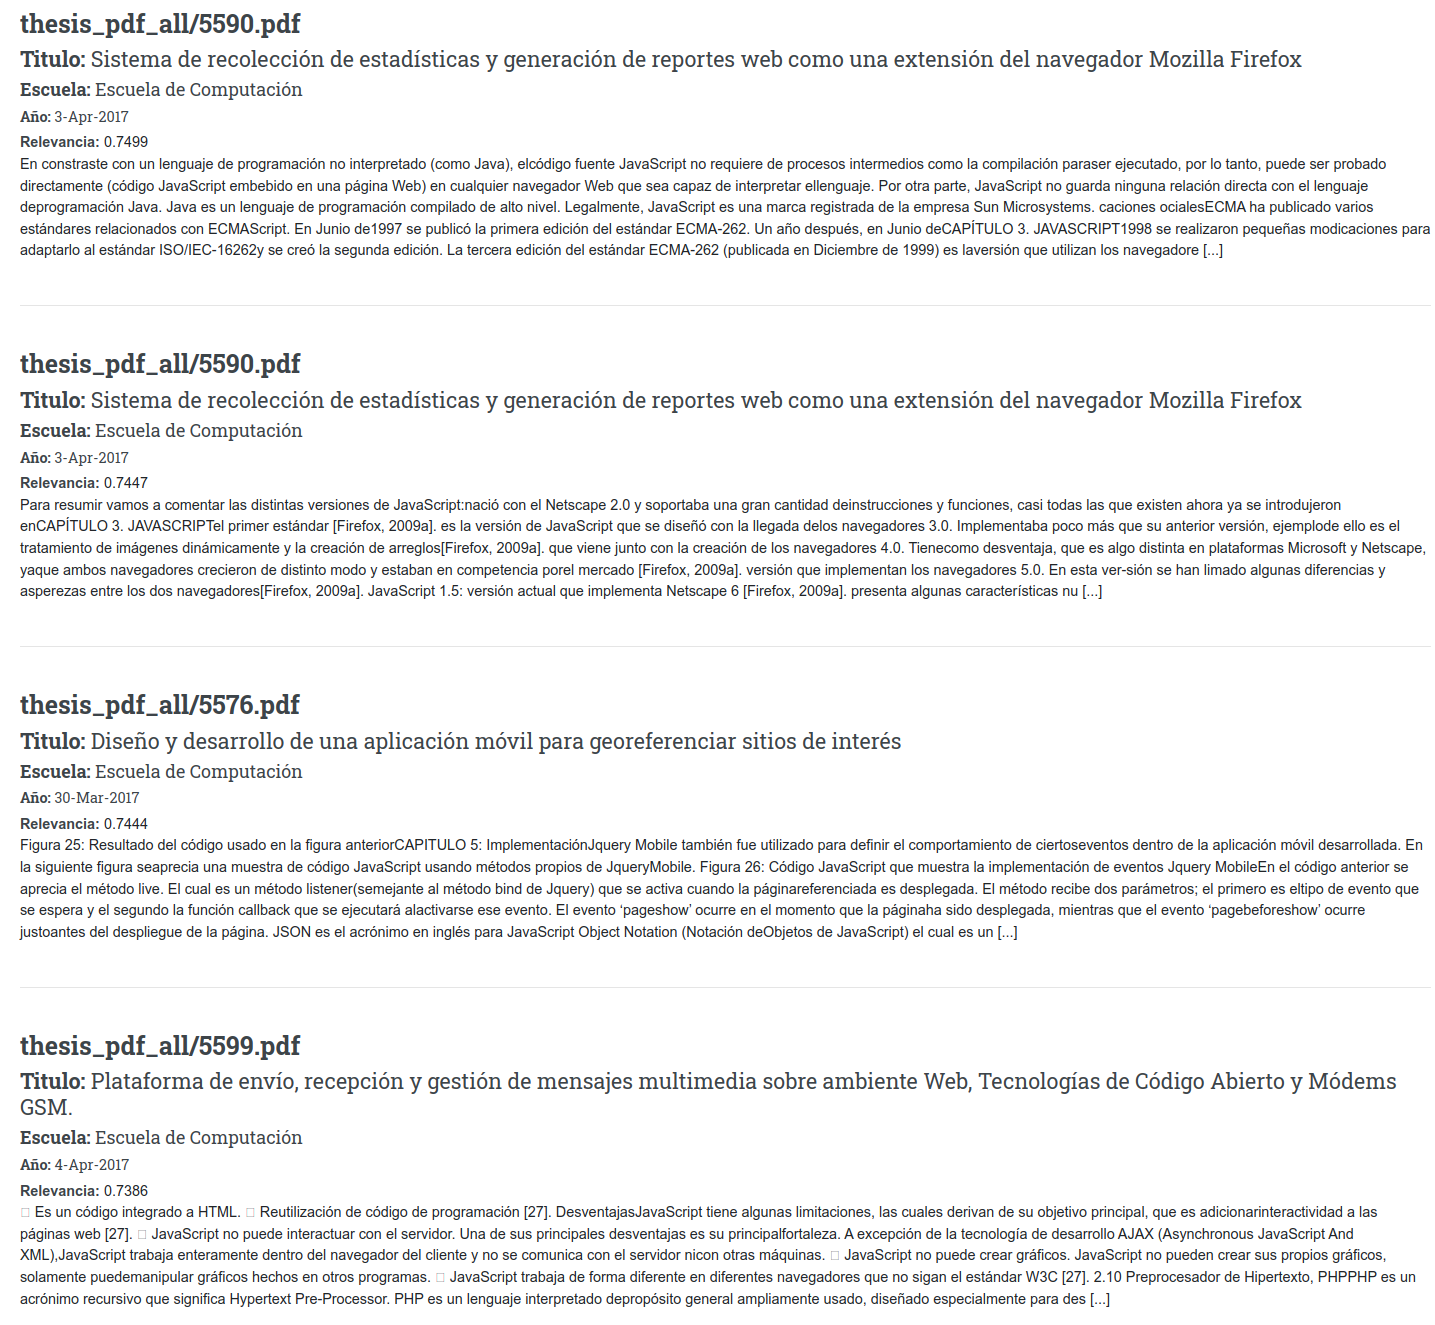 thesis_pdf_all/5590.pdf
Titulo: Sistema de recolección de estadísticas y generación de reportes web como una extensión del navegador Mozilla Firefox
Escuela: Escuela de Computación
Año: 3-Apr-2017
Relevancia: 0.7499
En constraste con un lenguaje de programación no interpretado (como Java), elcódigo fuente JavaScript no requiere de procesos intermedios como la compilación paraser ejecutado, por lo tanto, puede ser probado
directamente (código JavaScript embebido en una página Web) en cualquier navegador Web que sea capaz de interpretar ellenguaje. Por otra parte, JavaScript no guarda ninguna relación directa con el lenguaje
deprogramación Java. Java es un lenguaje de programación compilado de alto nivel. Legalmente, JavaScript es una marca registrada de la empresa Sun Microsystems. caciones ocialesECMA ha publicado varios
estándares relacionados con ECMAScript. En Junio de1997 se publicó la primera edición del estándar ECMA-262. Un año después, en Junio deCAPÍTULO 3. JAVASCRIPT1998 se realizaron pequeñas modicaciones para
adaptarlo al estándar ISO/IEC-16262y se creó la segunda edición. La tercera edición del estándar ECMA-262 (publicada en Diciembre de 1999) es laversión que utilizan los navegadore [...]
thesis_pdf_all/5590.pdf
Titulo: Sistema de recolección de estadísticas y generación de reportes web como una extensión del navegador Mozilla Firefox
Escuela: Escuela de Computación
Año: 3-Apr-2017
Relevancia: 0.7447
Para resumir vamos a comentar las distintas versiones de JavaScript:nació con el Netscape 2.0 y soportaba una gran cantidad deinstrucciones y funciones, casi todas las que existen ahora ya se introdujeron
enCAPÍTULO 3. JAVASCRIPTel primer estándar [Firefox, 2009a]. es la versión de JavaScript que se diseñó con la llegada delos navegadores 3.0. Implementaba poco más que su anterior versión, ejemplode ello es el
tratamiento de imágenes dinámicamente y la creación de arreglos[Firefox, 2009a]. que viene junto con la creación de los navegadores 4.0. Tienecomo desventaja, que es algo distinta en plataformas Microsoft y Netscape,
yaque ambos navegadores crecieron de distinto modo y estaban en competencia porel mercado [Firefox, 2009a]. versión que implementan los navegadores 5.0. En esta ver-sión se han limado algunas diferencias y
asperezas entre los dos navegadores[Firefox, 2009a]. JavaScript 1.5: versión actual que implementa Netscape 6 [Firefox, 2009a]. presenta algunas características nu [...]
thesis_pdf_all/5576.pdf
Titulo: Diseño y desarrollo de una aplicación móvil para georeferenciar sitios de interés
Escuela: Escuela de Computación
Año: 30-Mar-2017
Relevancia: 0.7444
Figura 25: Resultado del código usado en la figura anteriorCAPITULO 5: ImplementaciónJquery Mobile también fue utilizado para definir el comportamiento de ciertoseventos dentro de la aplicación móvil desarrollada. En
la siguiente figura seaprecia una muestra de código JavaScript usando métodos propios de JqueryMobile. Figura 26: Código JavaScript que muestra la implementación de eventos Jquery MobileEn el código anterior se
aprecia el método live. El cual es un método listener(semejante al método bind de Jquery) que se activa cuando la páginareferenciada es desplegada. El método recibe dos parámetros; el primero es eltipo de evento que
se espera y el segundo la función callback que se ejecutará alactivarse ese evento. El evento ‘pageshow’ ocurre en el momento que la páginaha sido desplegada, mientras que el evento ‘pagebeforeshow’ ocurre
justoantes del despliegue de la página. JSON es el acrónimo en inglés para JavaScript Object Notation (Notación deObjetos de JavaScript) el cual es un [...]
thesis_pdf_all/5599.pdf
Titulo: Plataforma de envío, recepción y gestión de mensajes multimedia sobre ambiente Web, Tecnologías de Código Abierto y Módems
GSM.
Escuela: Escuela de Computación
Año: 4-Apr-2017
Relevancia: 0.7386
 Es un código integrado a HTML.  Reutilización de código de programación [27]. DesventajasJavaScript tiene algunas limitaciones, las cuales derivan de su objetivo principal, que es adicionarinteractividad a las
páginas web [27].  JavaScript no puede interactuar con el servidor. Una de sus principales desventajas es su principalfortaleza. A excepción de la tecnología de desarrollo AJAX (Asynchronous JavaScript And
XML),JavaScript trabaja enteramente dentro del navegador del cliente y no se comunica con el servidor nicon otras máquinas.  JavaScript no puede crear gráficos. JavaScript no pueden crear sus propios gráficos,
solamente puedemanipular gráficos hechos en otros programas.  JavaScript trabaja de forma diferente en diferentes navegadores que no sigan el estándar W3C [27]. 2.10 Preprocesador de Hipertexto, PHPPHP es un
acrónimo recursivo que significa Hypertext Pre-Processor. PHP es un lenguaje interpretado depropósito general ampliamente usado, diseñado especialmente para des [...]